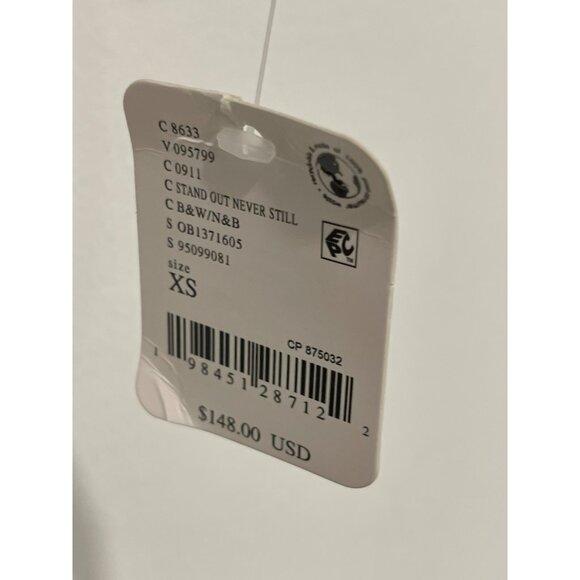 C 8633
V 095799
C 0911
C STAND OUT NEVER STILL
C B&W/N&B
S OB1371605
S 95099081
size
XS
EPC™
CP 875032
1 98451 28712 2
$148.00 USD